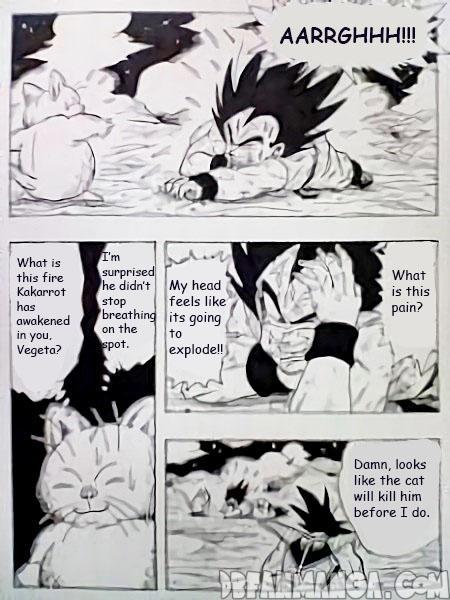 AARRGHHH!!!
What is
this fire
Kakarrot
has
awakened
in you,
Vegeta?
I'm
surprised
he didn't
stop
breathing
on the
spot.
My head
feels like
its going
to
explode!!
What
is this
pain?
Damn, looks
like the cat
will kill him
before I do.
DBFANMANGA.COM